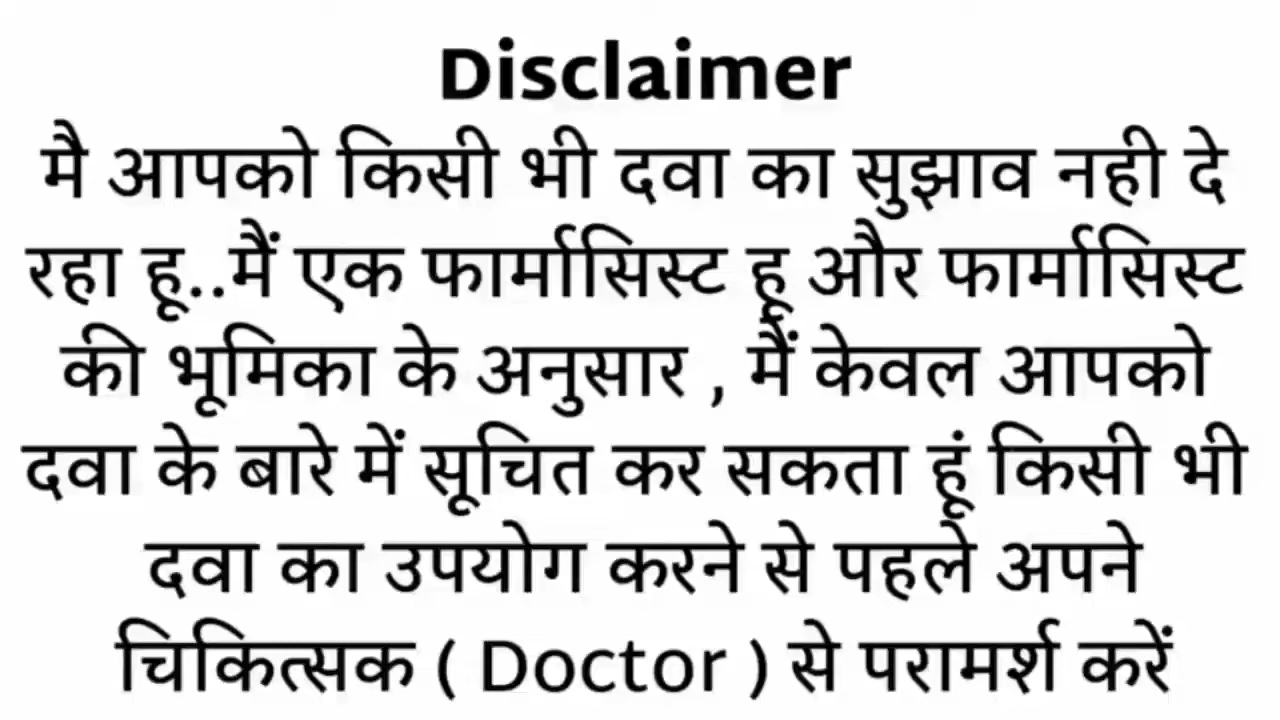 Disclaimer
मै आपको किसी भी दवा का सुझाव नही दे
रहा हू..मैं एक फार्मासिस्ट हू और फार्मासिस्ट
की भूमिका के अनुसार , मैं केवल आपको
दवा के बारे में सूचित कर सकता हूं किसी भी
दवा का उपयोग करने से पहले अपने
चिकित्सक ( Doctor ) से परामर्श करें